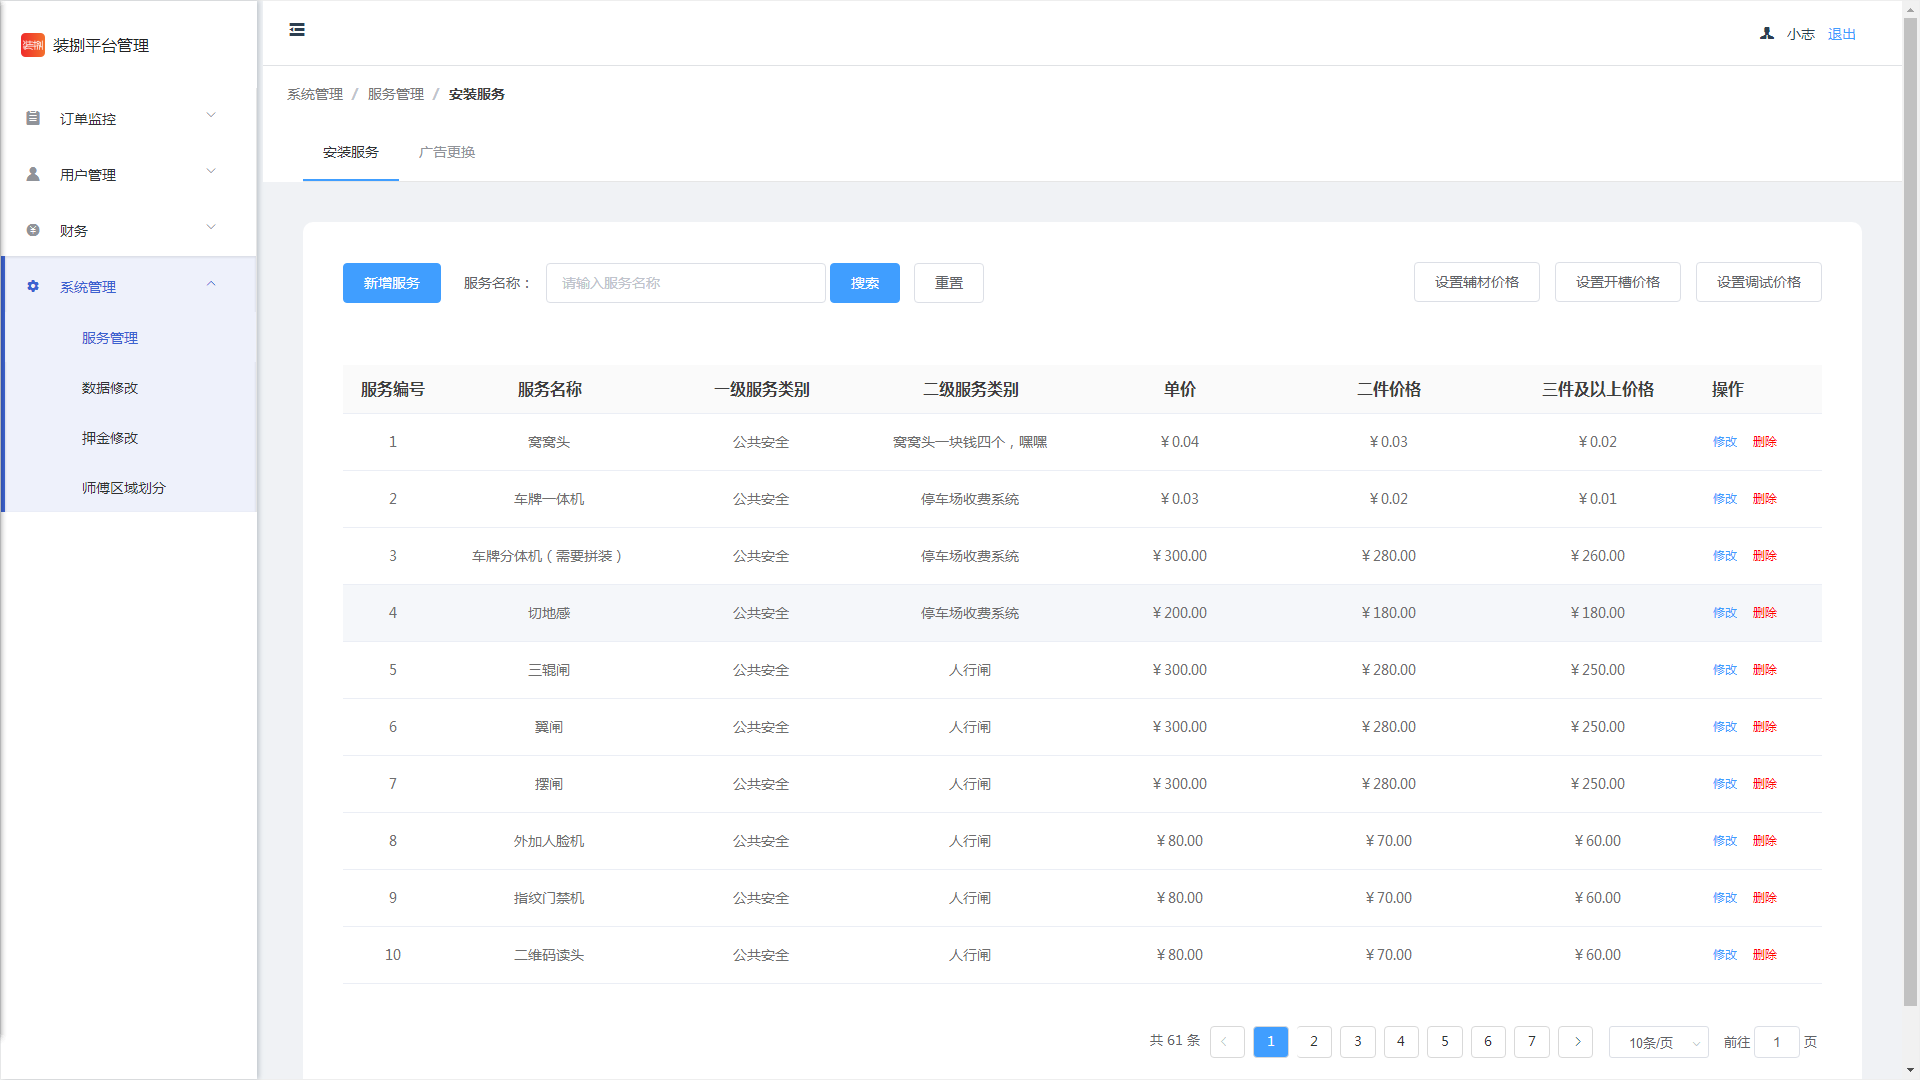 装捌 装捌平台管理
小志 退出
订单监控
用户管理
财务
系统管理
服务管理
数据修改
押金修改
师傅区域划分
系统管理 / 服务管理 / 安装服务
安装服务 广告更换
新增服务 服务名称： 请输入服务名称 搜索 重置 设置辅材价格 设置开槽价格 设置调试价格
服务编号 服务名称 一级服务类别 二级服务类别 单价 二件价格 三件及以上价格 操作
1 窝窝头 公共安全 窝窝头一块钱四个，嘿嘿 ¥0.04 ¥0.03 ¥0.02 修改 删除
2 车牌一体机 公共安全 停车场收费系统 ¥0.03 ¥0.02 ¥0.01 修改 删除
3 车牌分体机（需要拼装） 公共安全 停车场收费系统 ¥300.00 ¥280.00 ¥260.00 修改 删除
4 切地感 公共安全 停车场收费系统 ¥200.00 ¥180.00 ¥180.00 修改 删除
5 三辊闸 公共安全 人行闸 ¥300.00 ¥280.00 ¥250.00 修改 删除
6 翼闸 公共安全 人行闸 ¥300.00 ¥280.00 ¥250.00 修改 删除
7 摆闸 公共安全 人行闸 ¥300.00 ¥280.00 ¥250.00 修改 删除
8 外加人脸机 公共安全 人行闸 ¥80.00 ¥70.00 ¥60.00 修改 删除
9 指纹门禁机 公共安全 人行闸 ¥80.00 ¥70.00 ¥60.00 修改 删除
10 二维码读头 公共安全 人行闸 ¥80.00 ¥70.00 ¥60.00 修改 删除
共 61 条 1 2 3 4 5 6 7 10条/页 前往 1 页